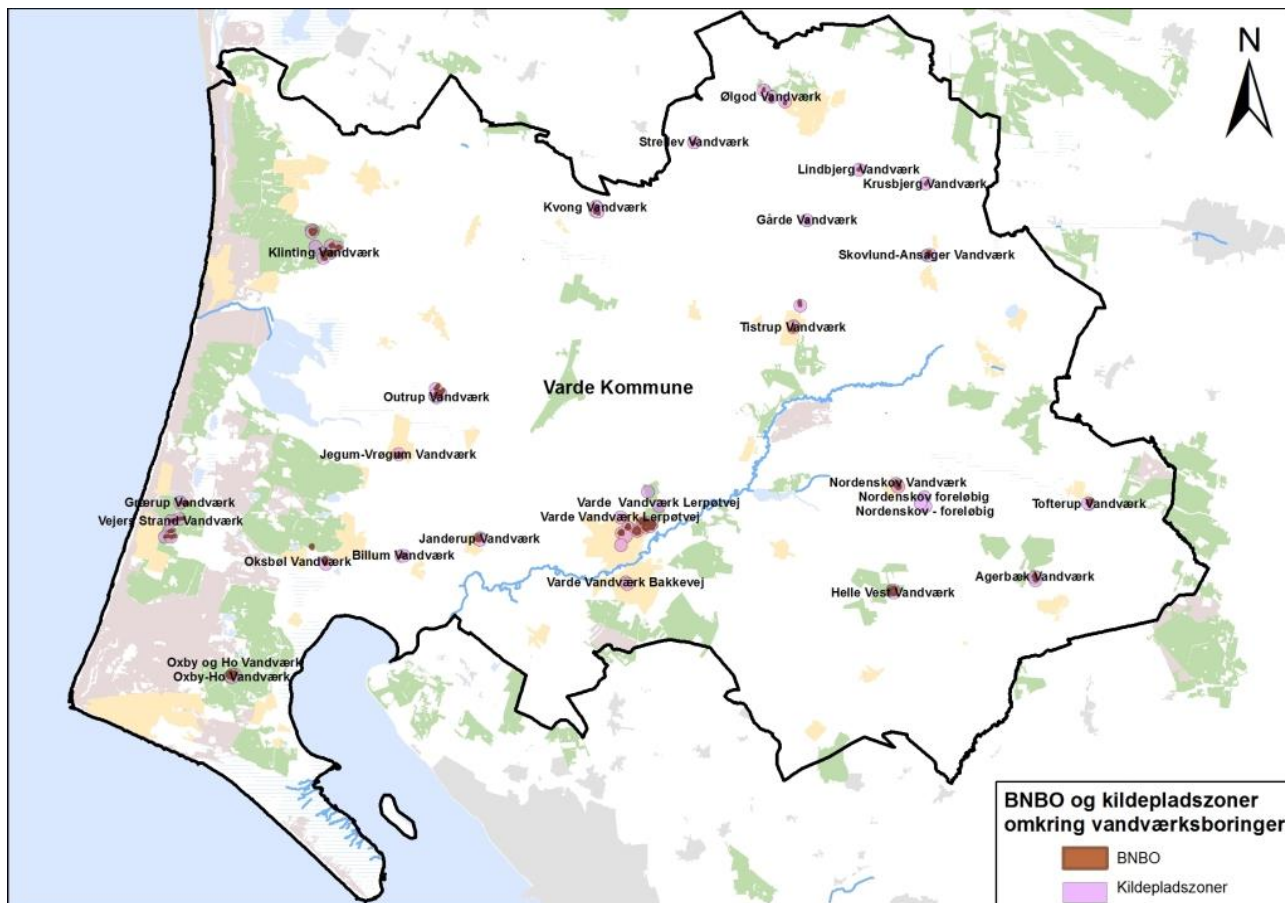 N
Ølgod Vandværk
Strellev Vandværk
Lindbjerg Vandværk
Krusbjerg Vandværk
Kvong Vandværk
Gårde Vandværk
Klinting Vandværk
Skovlund-Ansager Vandværk
Tistrup Vandværk
Varde Kommune
Outrup Vandværk
Jegum-Vrøgum Vandværk
Nordenskov Vandværk
Nordenskov foreløbig
Nordenskov - foreløbig
Tofterup Vandværk
Grærup Vandværk
Vejers Strand Vandværk
Varde Vandværk Lerpøtvej
Varde Vandværk Lerpøtvej
Janderup Vandværk
Billum Vandværk
Oksbøl Vandværk
Varde Vandværk Bakkevej
Agerbæk Vandværk
Helle Vest Vandværk
Oxby og Ho Vandværk
Oxby-Ho Vandværk
BNBO og kildepladszoner
omkring vandværksboringer
BNBO
Kildepladszoner